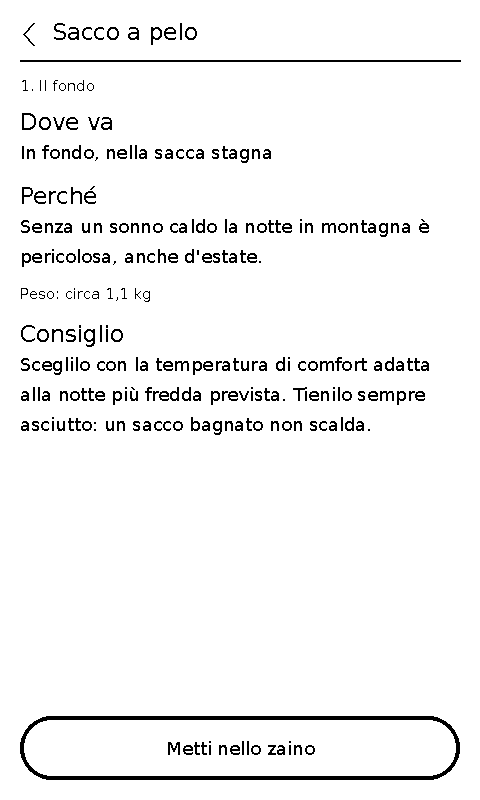 Sacco a pelo
1. Il fondo
Dove va
In fondo, nella sacca stagna
Perché
Senza un sonno caldo la notte in montagna è
pericolosa, anche d'estate.
Peso: circa 1,1 kg
Consiglio
Sceglilo con la temperatura di comfort adatta
alla notte più fredda prevista. Tienilo sempre
asciutto: un sacco bagnato non scalda.
Metti nello zaino